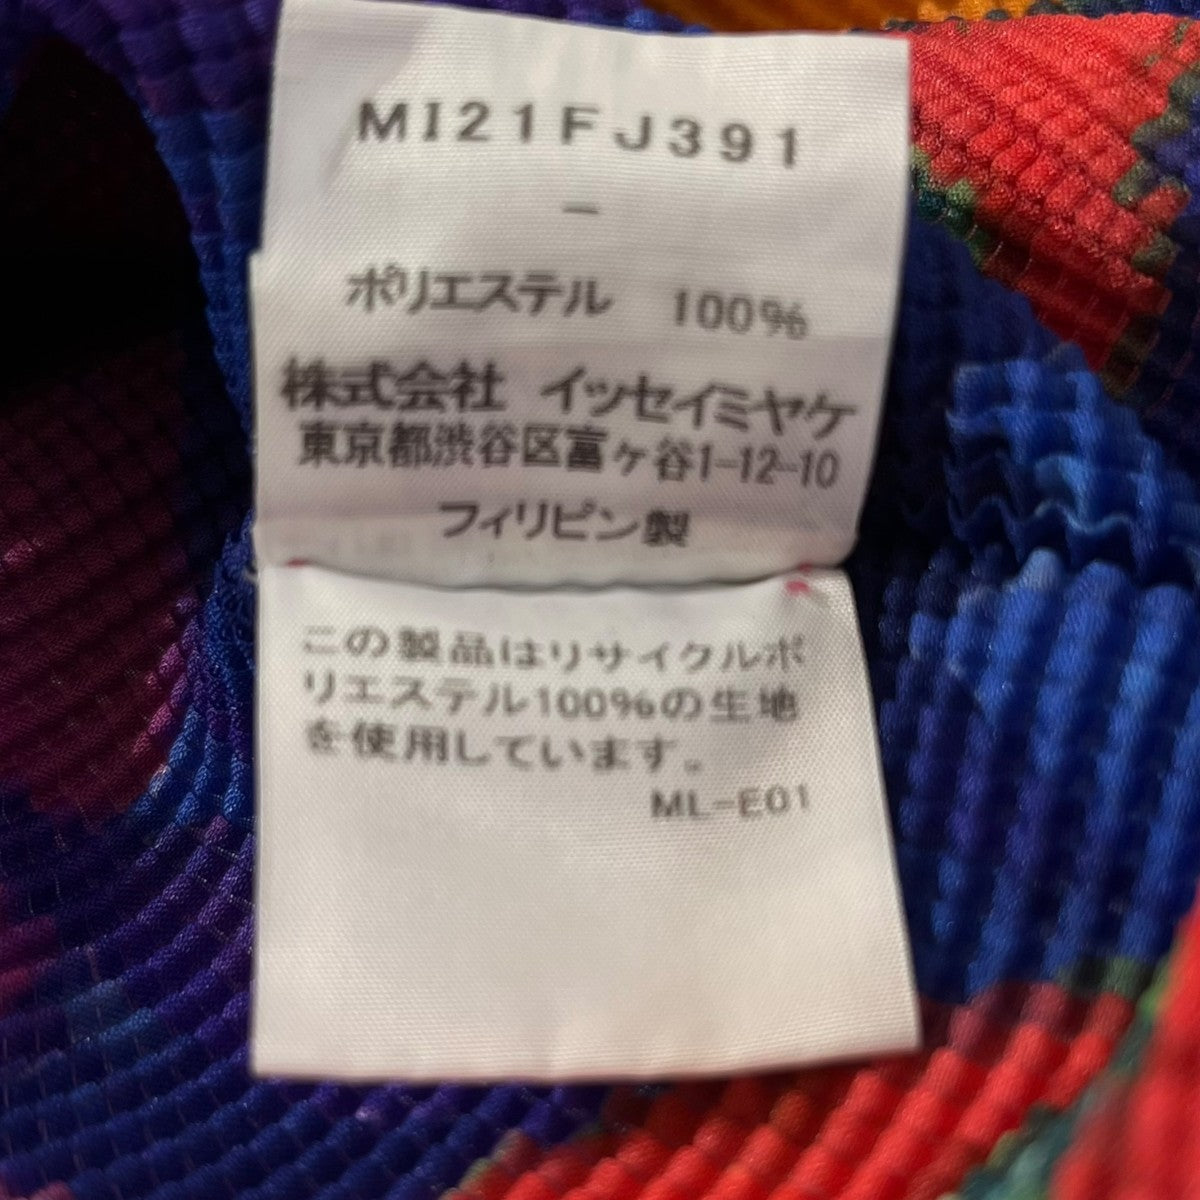 MI21FJ391
-
ポリエステル 100%
株式会社 イッセイミヤケ
東京都渋谷区富ヶ谷1-12-10
フィリピン製
この製品はリサイクルポ
リエステル100%の生地
を使用しています。
ML-E01